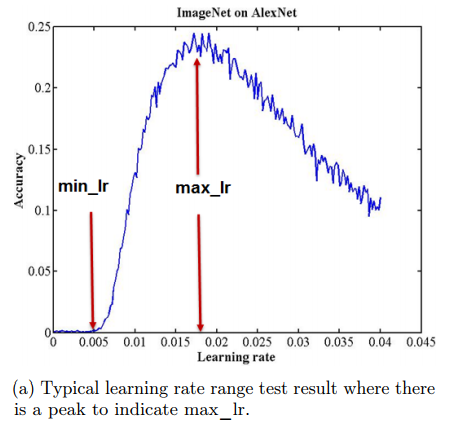 ImageNet on AlexNet
0.25
0.2
0.15
0.1
0.05
0
Accuracy
min_lr
max_lr
0 0.005 0.01 0.015 0.02 0.025 0.03 0.035 0.04 0.045
Learning rate
(a) Typical learning rate range test result where there
is a peak to indicate max_lr.